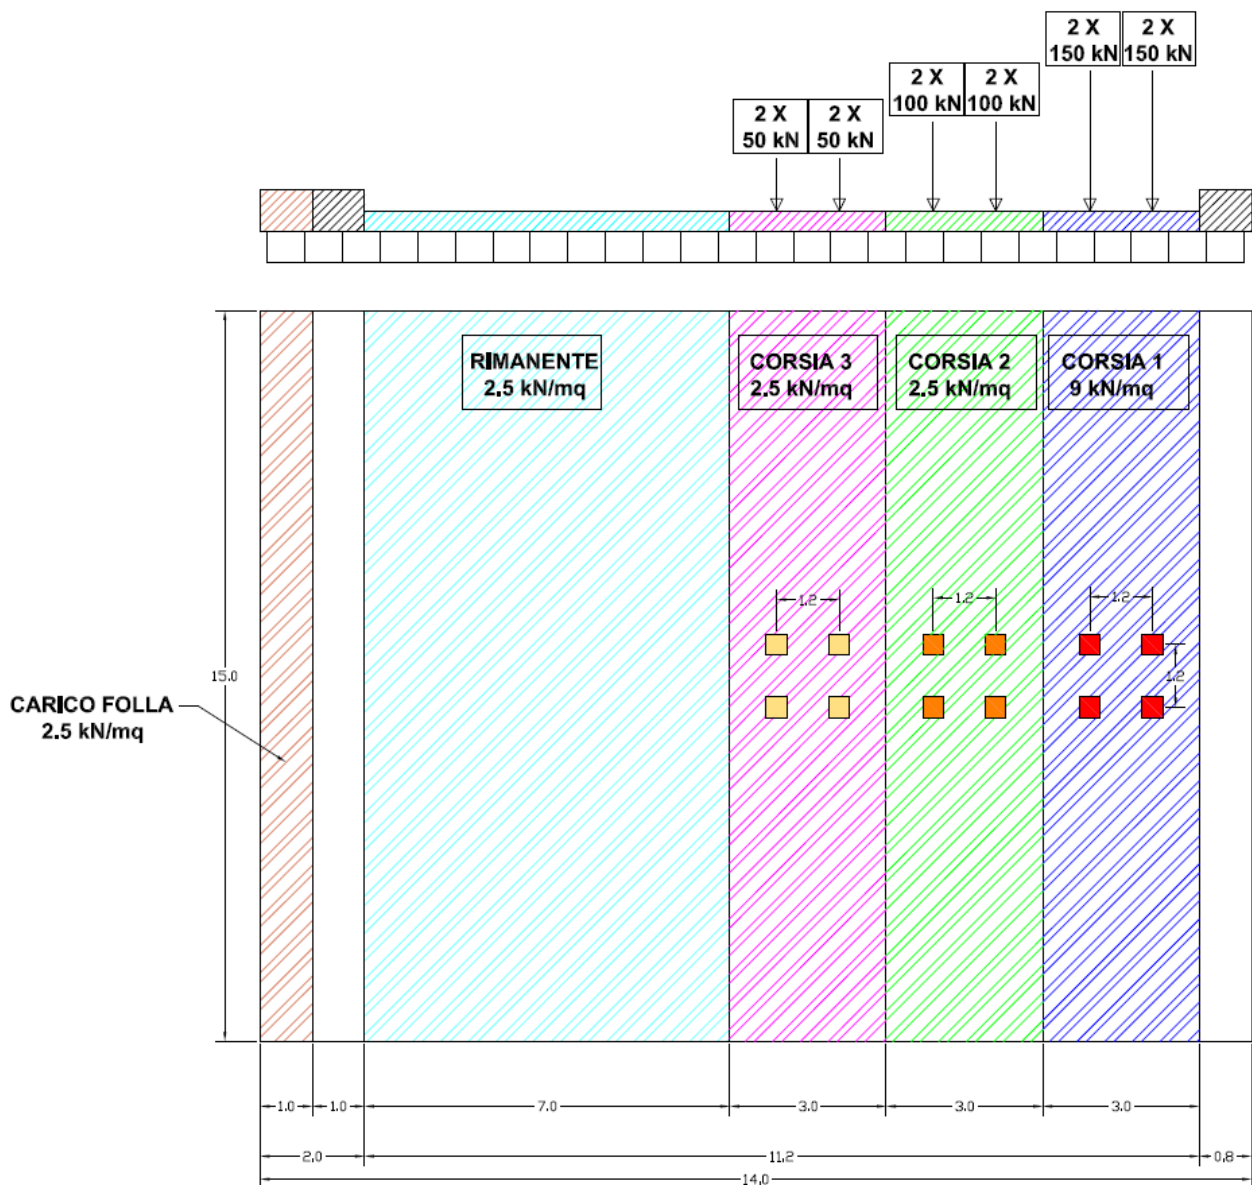 2 X
150 kN
2 X
150 kN
2 X
100 kN
2 X
100 kN
2 X
50 kN
2 X
50 kN
RIMANENTE
2.5 kN/mq
CORSIA 3
2.5 kN/mq
CORSIA 2
2.5 kN/mq
CORSIA 1
9 kN/mq
1.2
1.2
1.2
1.2
15.0
CARICO FOLLA
2.5 kN/mq
1.0
1.0
7.0
3.0
3.0
3.0
2.0
11.2
0.8
14.0